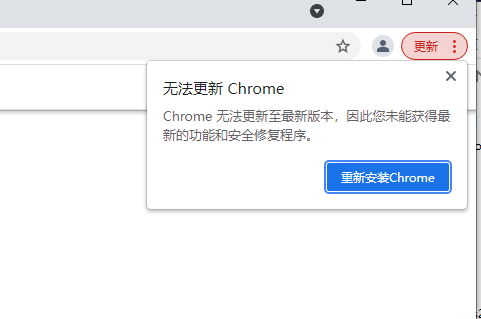 更新
无法更新 Chrome
Chrome 无法更新至最新版本，因此您未能获得最
新的功能和安全修复程序。
重新安装Chrome